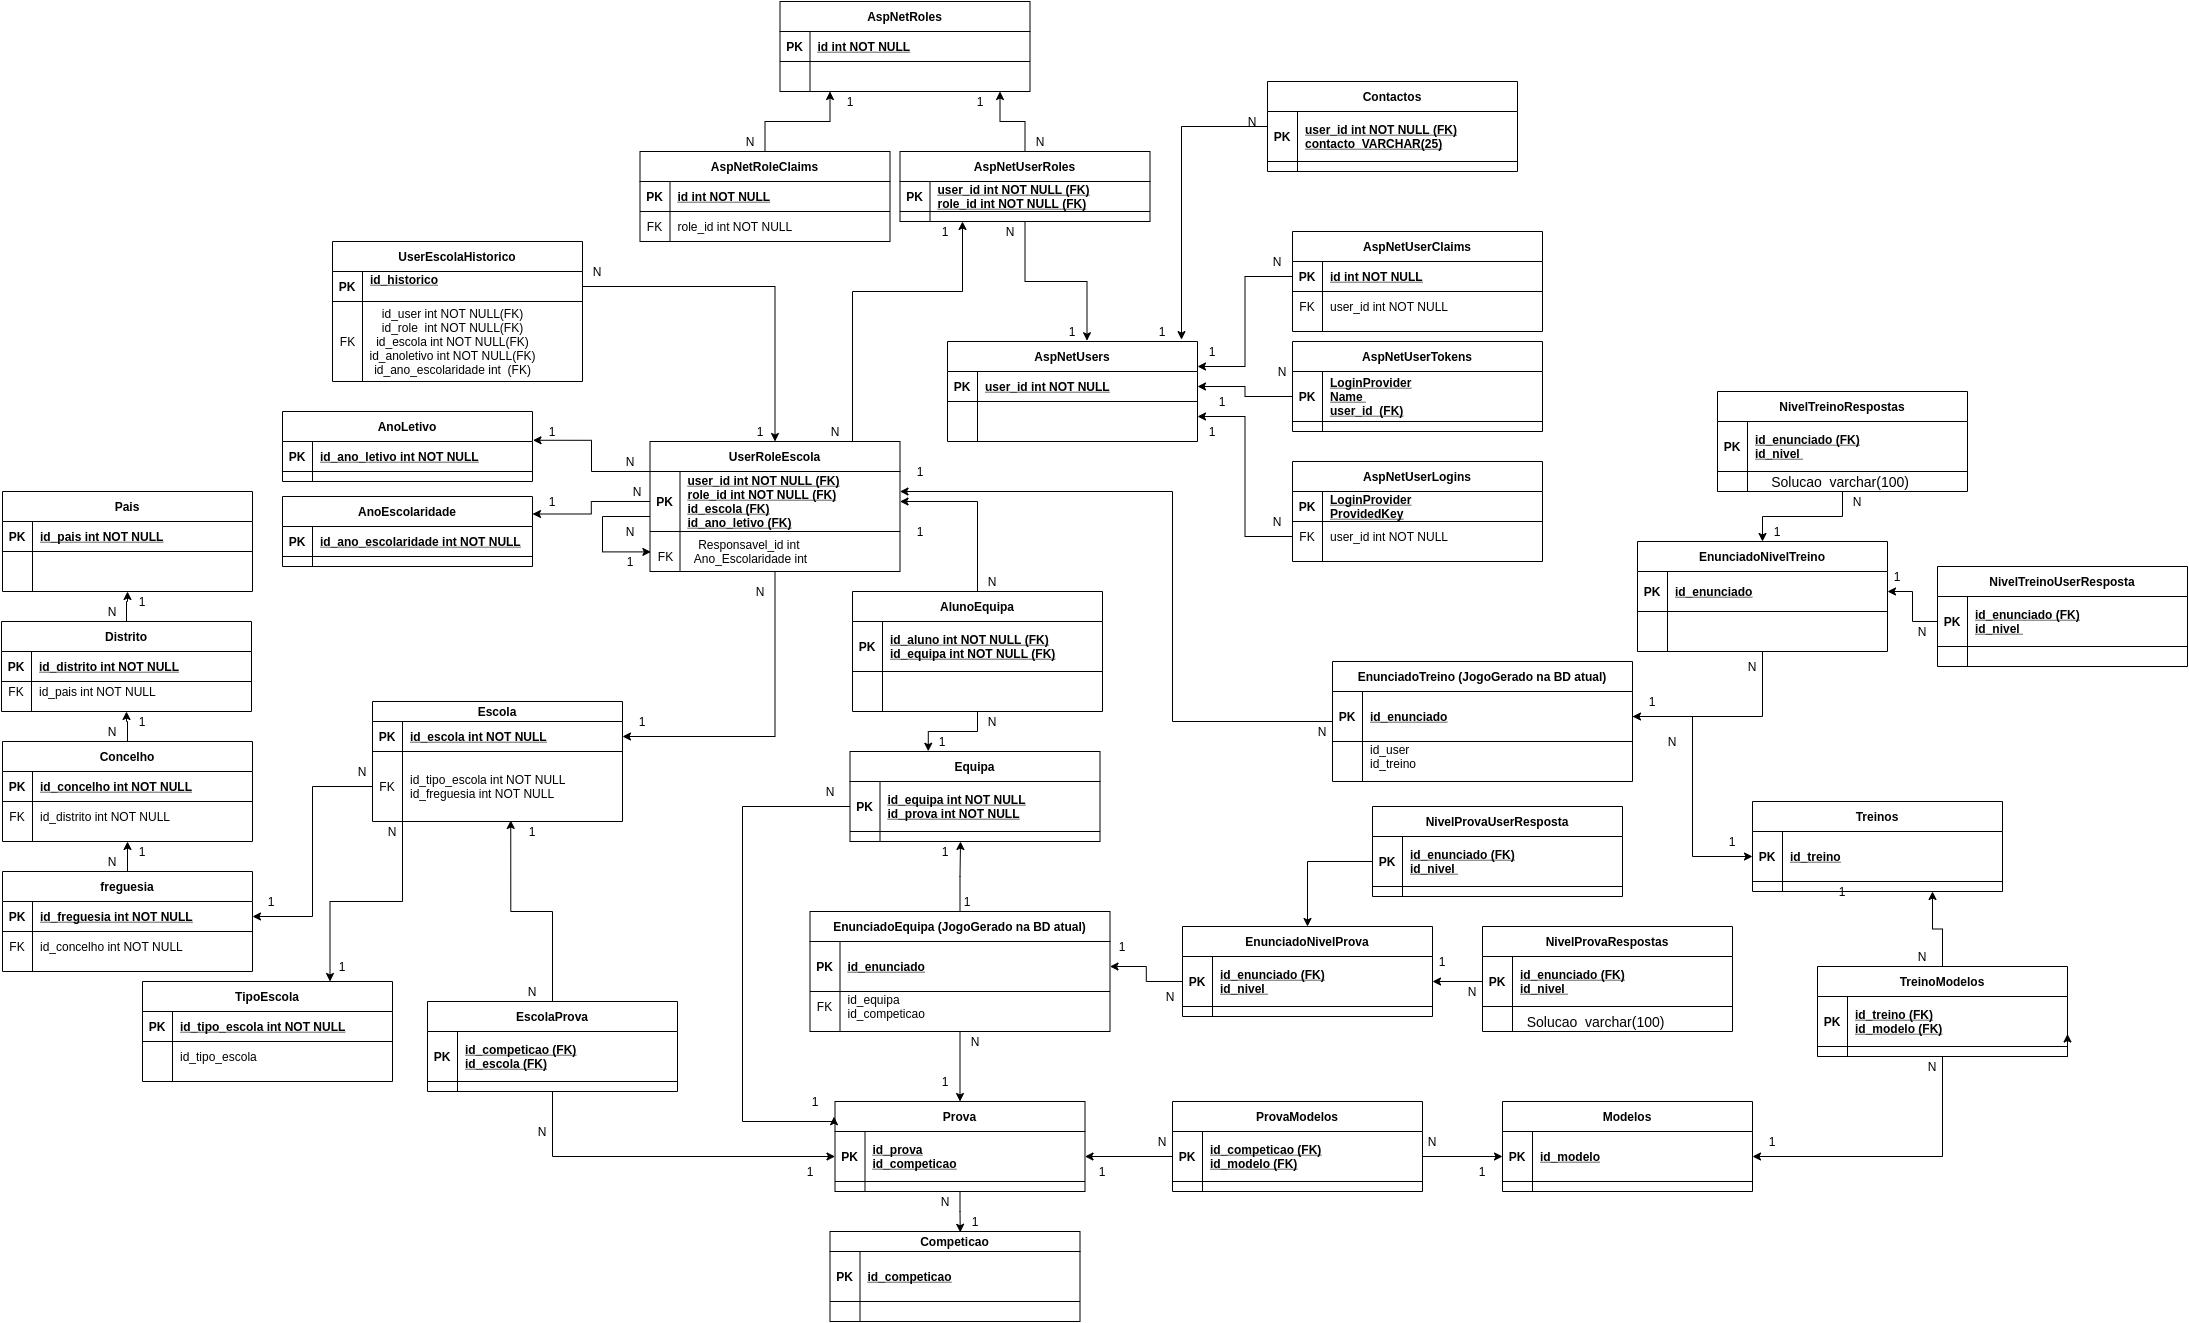 AspNetRoles
PK
id int NOT NULL
1
1
N
N
AspNetRoleClaims
PK
id int NOT NULL
FK
role_id int NOT NULL
AspNetUserRoles
PK
user_id int NOT NULL (FK)
role_id int NOT NULL (FK)
1
N
Contactos
PK
user_id int NOT NULL (FK)
contacto VARCHAR(25)
N
UserEscolaHistorico
PK
id_historico
FK
id_user int NOT NULL(FK)
id_role int NOT NULL(FK)
id_escola int NOT NULL(FK)
id_anoletivo int NOT NULL(FK)
id_ano_escolaridade int (FK)
N
AspNetUserClaims
PK
id int NOT NULL
FK
user_id int NOT NULL
N
1
1
1
AspNetUsers
PK
user_id int NOT NULL
AspNetUserTokens
PK
LoginProvider
Name
user_id (FK)
N
1
1
AspNetUserLogins
PK
LoginProvider
ProvidedKey
FK
user_id int NOT NULL
N
AnoLetivo
PK
id_ano_letivo int NOT NULL
1
N
1
N
UserRoleEscola
PK
user_id int NOT NULL (FK)
role_id int NOT NULL (FK)
id_escola (FK)
id_ano_letivo (FK)
FK
Responsavel_id int
Ano_Escolaridade int
1
1
N
N
1
N
AnoEscolaridade
PK
id_ano_escolaridade int NOT NULL
1
Pais
PK
id_pais int NOT NULL
1
N
Distrito
PK
id_distrito int NOT NULL
FK
id_pais int NOT NULL
1
N
Concelho
PK
id_concelho int NOT NULL
FK
id_distrito int NOT NULL
1
N
freguesia
PK
id_freguesia int NOT NULL
FK
id_concelho int NOT NULL
1
Escola
PK
id_escola int NOT NULL
FK
id_tipo_escola int NOT NULL
id_freguesia int NOT NULL
1
N
N
1
TipoEscola
PK
id_tipo_escola int NOT NULL
id_tipo_escola
1
EscolaProva
PK
id_competicao (FK)
id_escola (FK)
N
N
AlunoEquipa
PK
id_aluno int NOT NULL (FK)
id_equipa int NOT NULL (FK)
N
N
1
Equipa
PK
id_equipa int NOT NULL
id_prova int NOT NULL
N
1
1
EnunciadoEquipa (JogoGerado na BD atual)
PK
id_enunciado
FK
id_equipa
id_competicao
N
1
1
1
Prova
PK
id_prova
id_competicao
1
N
1
Competicao
PK
id_competicao
NivelTreinoRespostas
PK
id_enunciado (FK)
id_nivel
Solucao varchar(100)
N
1
EnunciadoNivelTreino
PK
id_enunciado
1
N
N
NivelTreinoUserResposta
PK
id_enunciado (FK)
id_nivel
EnunciadoTreino (JogoGerado na BD atual)
PK
id_enunciado
id_user
id_treino
1
N
N
NivelProvaUserResposta
PK
id_enunciado (FK)
id_nivel
Treinos
PK
id_treino
1
1
EnunciadoNivelProva
PK
id_enunciado (FK)
id_nivel
1
N
NivelProvaRespostas
PK
id_enunciado (FK)
id_nivel
Solucao varchar(100)
1
N
TreinoModelos
PK
id_treino (FK)
id_modelo (FK)
N
N
ProvaModelos
PK
id_competicao (FK)
id_modelo (FK)
N
1
N
1
Modelos
PK
id_modelo
1